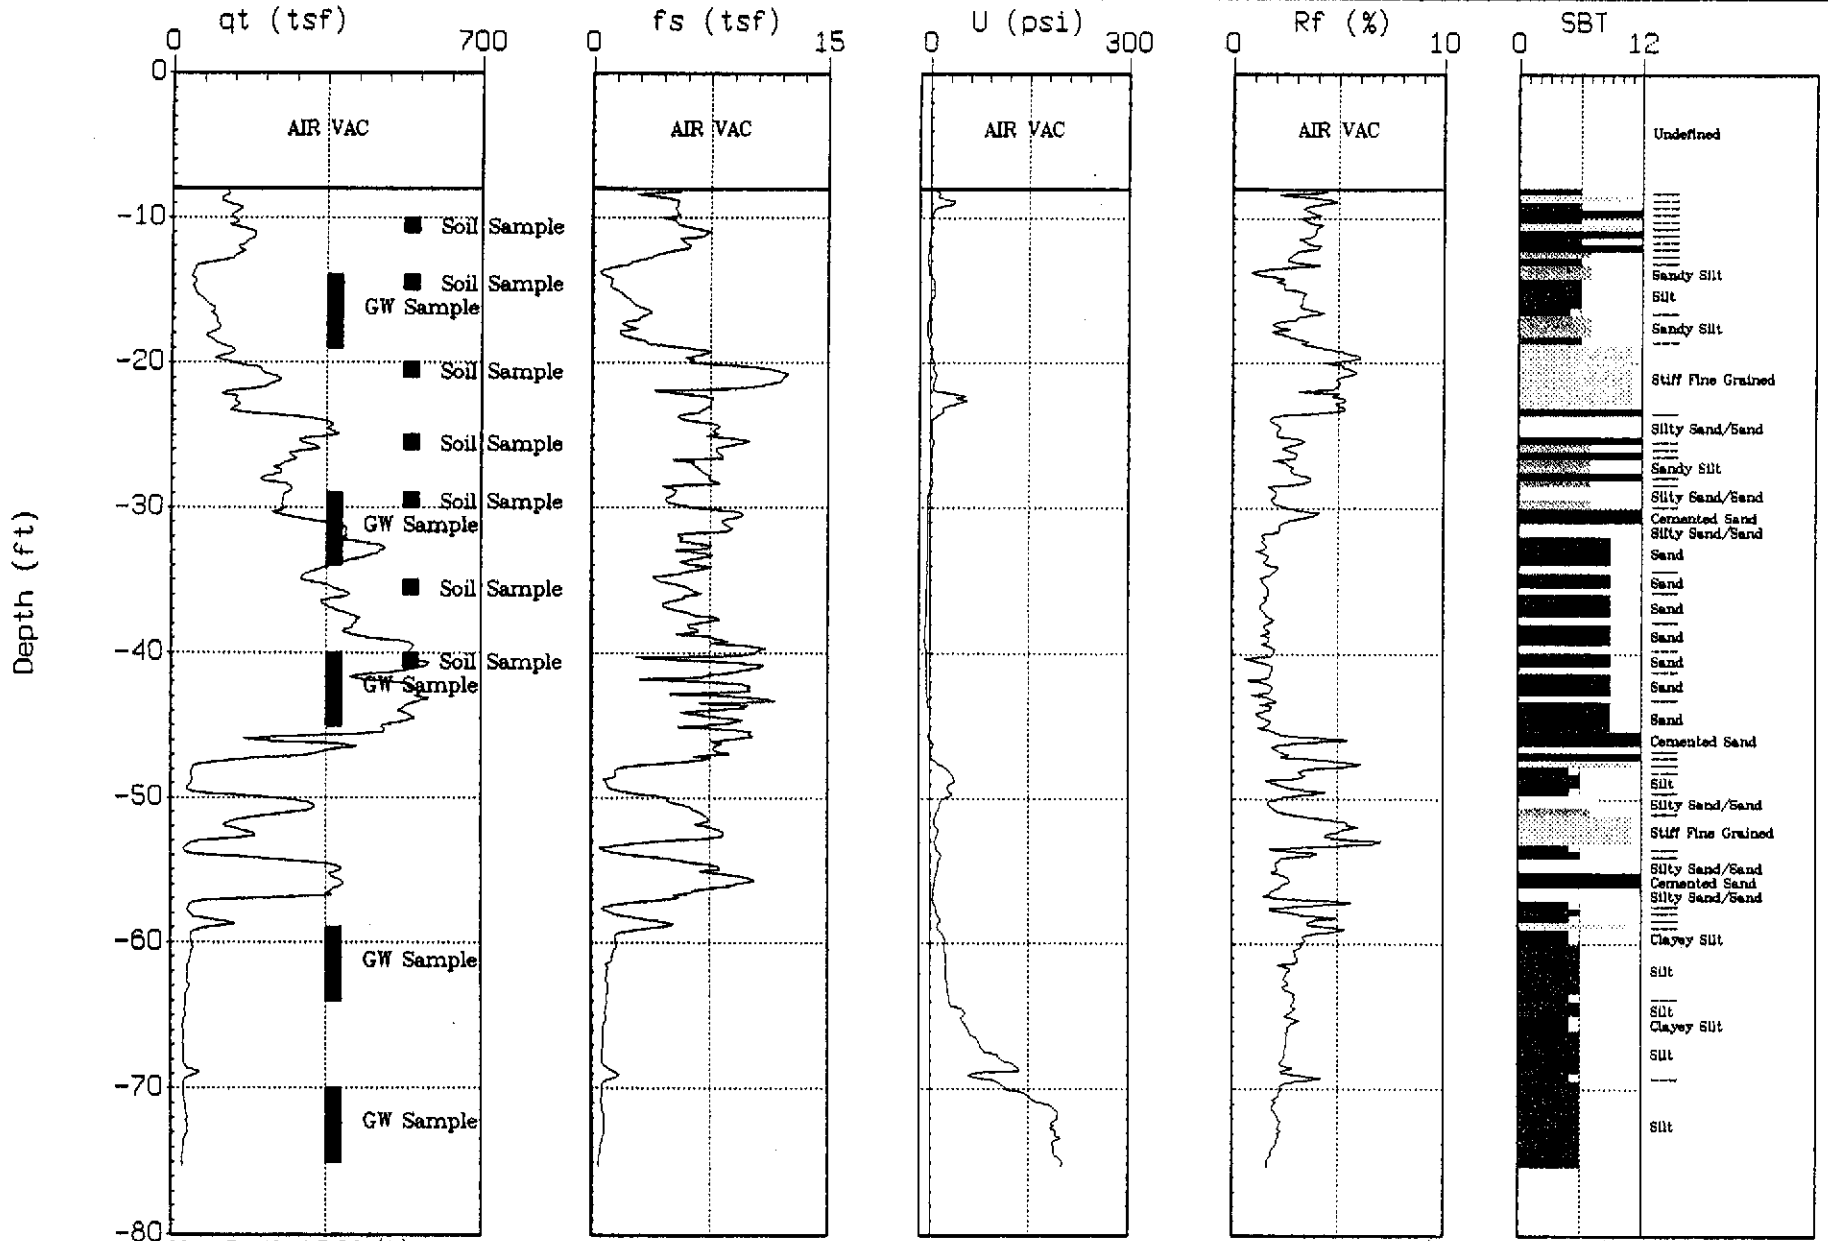 qt (tsf) fs (tsf) U (psi) Rf (%) SBT
0 700 0 15 0 300 0 10 0 12
0
AIR VAC AIR VAC AIR VAC AIR VAC Undefined
-10
Soil Sample
Soil Sample Sandy Silt
Silt
GW Sample
Sandy Silt
-20
Soil Sample
Stiff Fine Grained
Silty Sand/Sand
Soil Sample
Sandy Silt
Soil Sample Silty Sand/Sand
-30
GW Sample Cemented Sand
Silty Sand/Sand
Depth (ft)
Sand
Soil Sample Sand
Sand
Sand
-40
Soil Sample Sand
GW Sample Sand
Sand
Cemented Sand
Silt
-50
Silty Sand/Sand
Stiff Fine Grained
Silty Sand/Sand
Cemented Sand
Silty Sand/Sand
-60
Clayey Silt
GW Sample
Silt
Silt
Clayey Silt
Silt
-70
GW Sample
Silt
-80